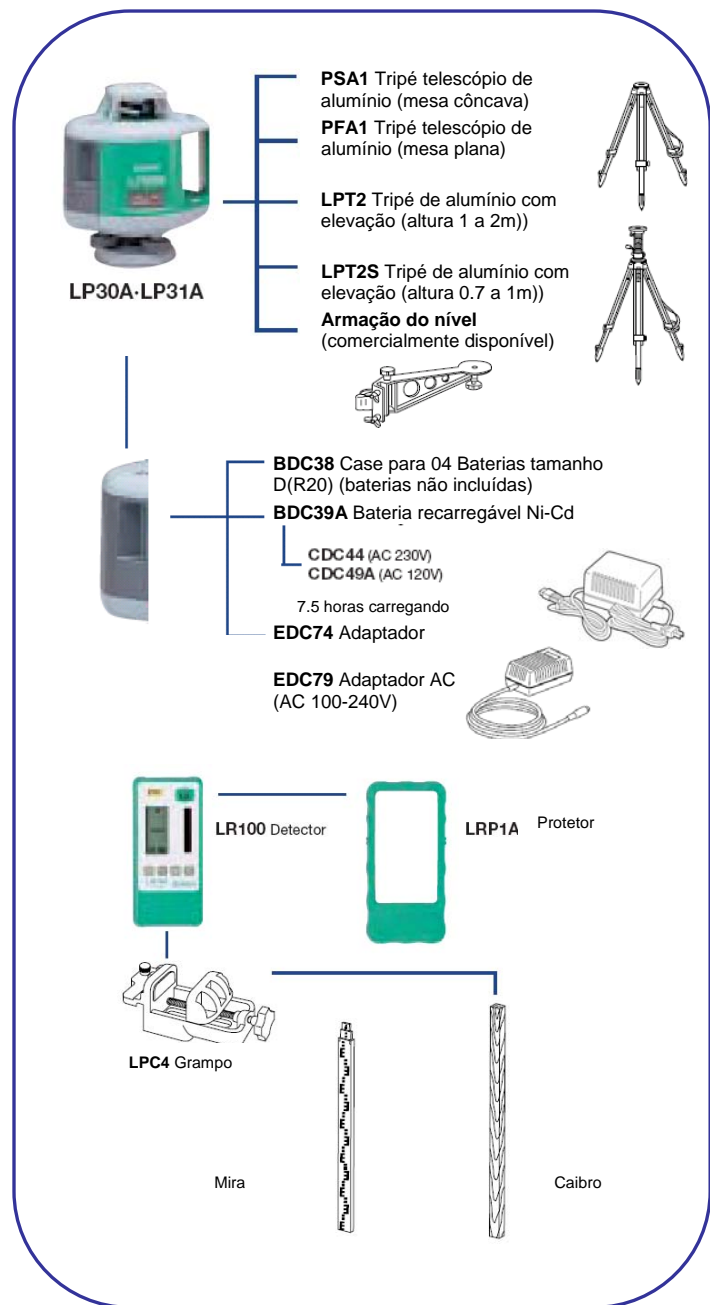 PSA1 Tripé telescópio de
alumínio (mesa côncava)
PFA1 Tripé telescópio de
alumínio (mesa plana)
LPT2 Tripé de alumínio com
elevação (altura 1 a 2m))
LPT2S Tripé de alumínio com
elevação (altura 0.7 a 1m))
Armação do nível
(comercialmente disponível)
LP30A·LP31A
BDC38 Case para 04 Baterias tamanho
D(R20) (baterias não incluídas)
BDC39A Bateria recarregável Ni-Cd
CDC44 (AC 230V)
CDC49A (AC 120V)
7.5 horas carregando
EDC74 Adaptador
EDC79 Adaptador AC
(AC 100-240V)
LR100 Detector
LRP1A Protetor
LPC4 Grampo
Mira
Caibro